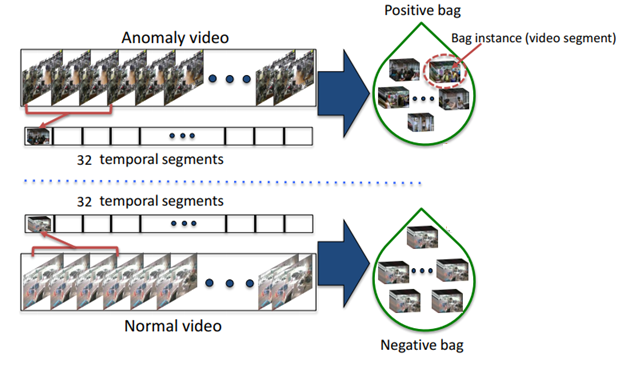 Positive bag
Anomaly video
Bag instance (video segment)
32 temporal segments
32 temporal segments
Normal video
Negative bag